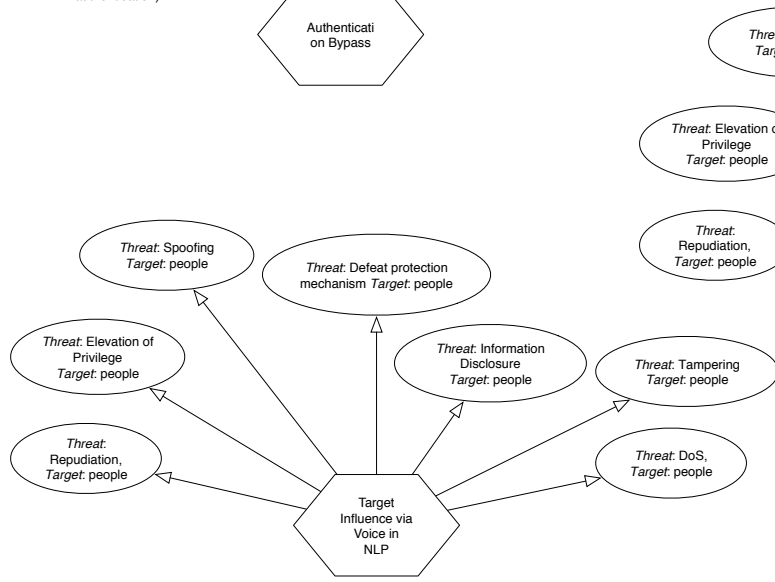 Authenticati
on Bypass
Threat: Elevation
Privilege
Target: people
Threat:
Repudiation,
Target: people
Threat: Spoofing
Target: people
Threat: Defeat protection
mechanism Target: people
Threat: Elevation of
Privilege
Target: people
Threat: Information
Disclosure
Target: people
Threat: Tampering
Target: people
Threat:
Repudiation,
Target: people
Threat: DoS,
Target: people
Target
Influence via
Voice in
NLP